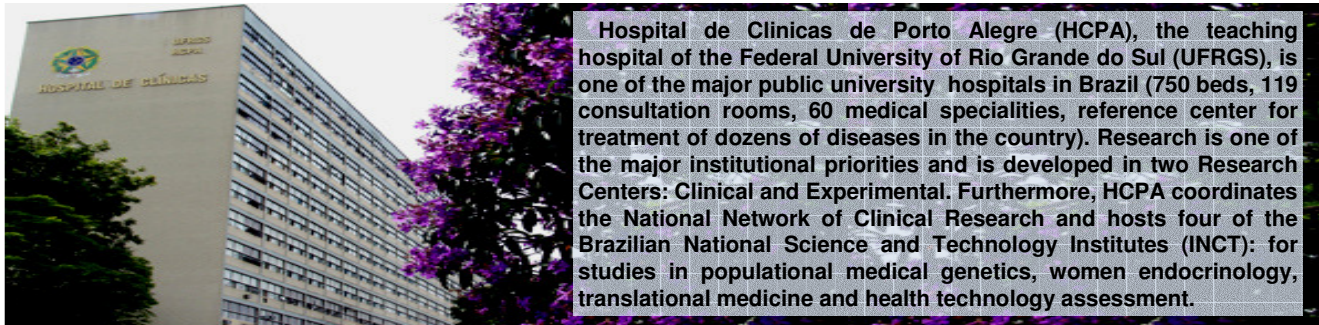 UFRGS
HCPA
HOSPITAL DE CLÍNICAS
Hospital de Clinicas de Porto Alegre (HCPA), the teaching
hospital of the Federal University of Rio Grande do Sul (UFRGS), is
one of the major public university hospitals in Brazil (750 beds, 119
consultation rooms, 60 medical specialities, reference center for
treatment of dozens of diseases in the country). Research is one of
the major institutional priorities and is developed in two Research
Centers: Clinical and Experimental. Furthermore, HCPA coordinates
the National Network of Clinical Research and hosts four of the
Brazilian National Science and Technology Institutes (INCT): for
studies in populational medical genetics, women endocrinology,
translational medicine and health technology assessment.